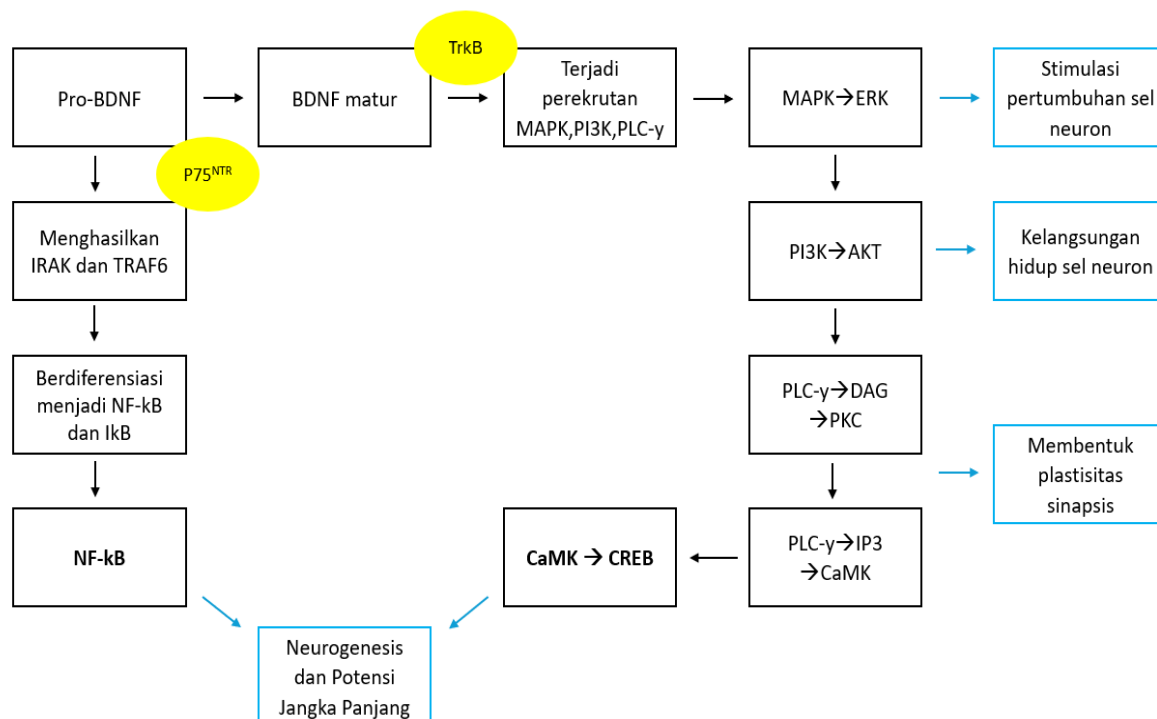 TrkB
Pro-BDNF
BDNF matur
Terjadi
perekrutan
MAPK,PI3K,PLC-y
MAPK→ERK
Stimulasi
pertumbuhan sel
neuron
P75NTR
Menghasilkan
IRAK dan TRAF6
PI3K→AKT
Kelangsungan
hidup sel neuron
Berdiferensiasi
menjadi NF-kB
dan IkB
PLC-y→DAG
→PKC
Membentuk
plastisitas
sinapsis
NF-kB
CaMK → CREB
PLC-y→IP3
→CaMK
Neurogenesis
dan Potensi
Jangka Panjang